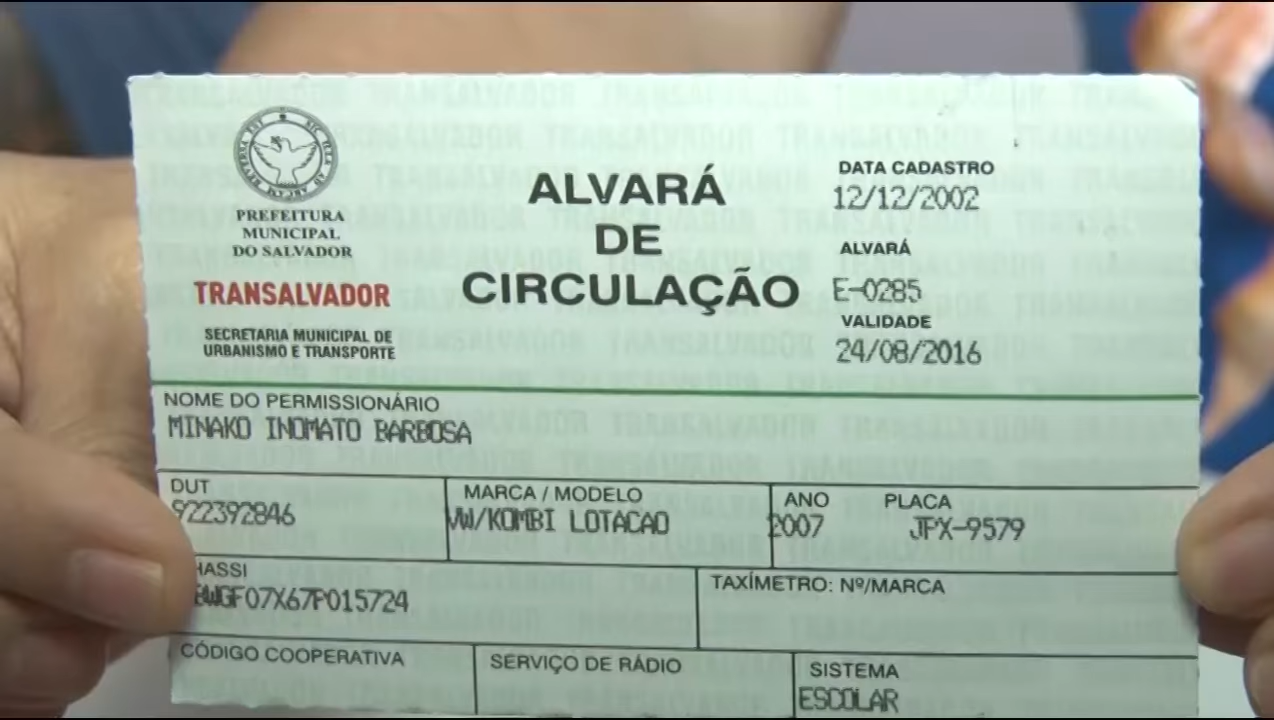 PREFEITURA
MUNICIPAL
DO SALVADOR
TRANSALVADOR
SECRETARIA MUNICIPAL DE
URBANISMO E TRANSPORTE
ALVARÁ
DE
CIRCULAÇÃO
DATA CADASTRO
12/12/2002
ALVARÁ
E-0285
VALIDADE
24/08/2016
NOME DO PERMISSIONÁRIO
MINAKO INOMATO BARBOSA
DUT
922392846
MARCA / MODELO
VW/KOMBI LOTACAO
ANO
2007
PLACA
JPX-9579
HASSI
WGF07X67P015724
TAXÍMETRO: Nº/MARCA
CÓDIGO COOPERATIVA
SERVIÇO DE RÁDIO
SISTEMA
ESCOLAR